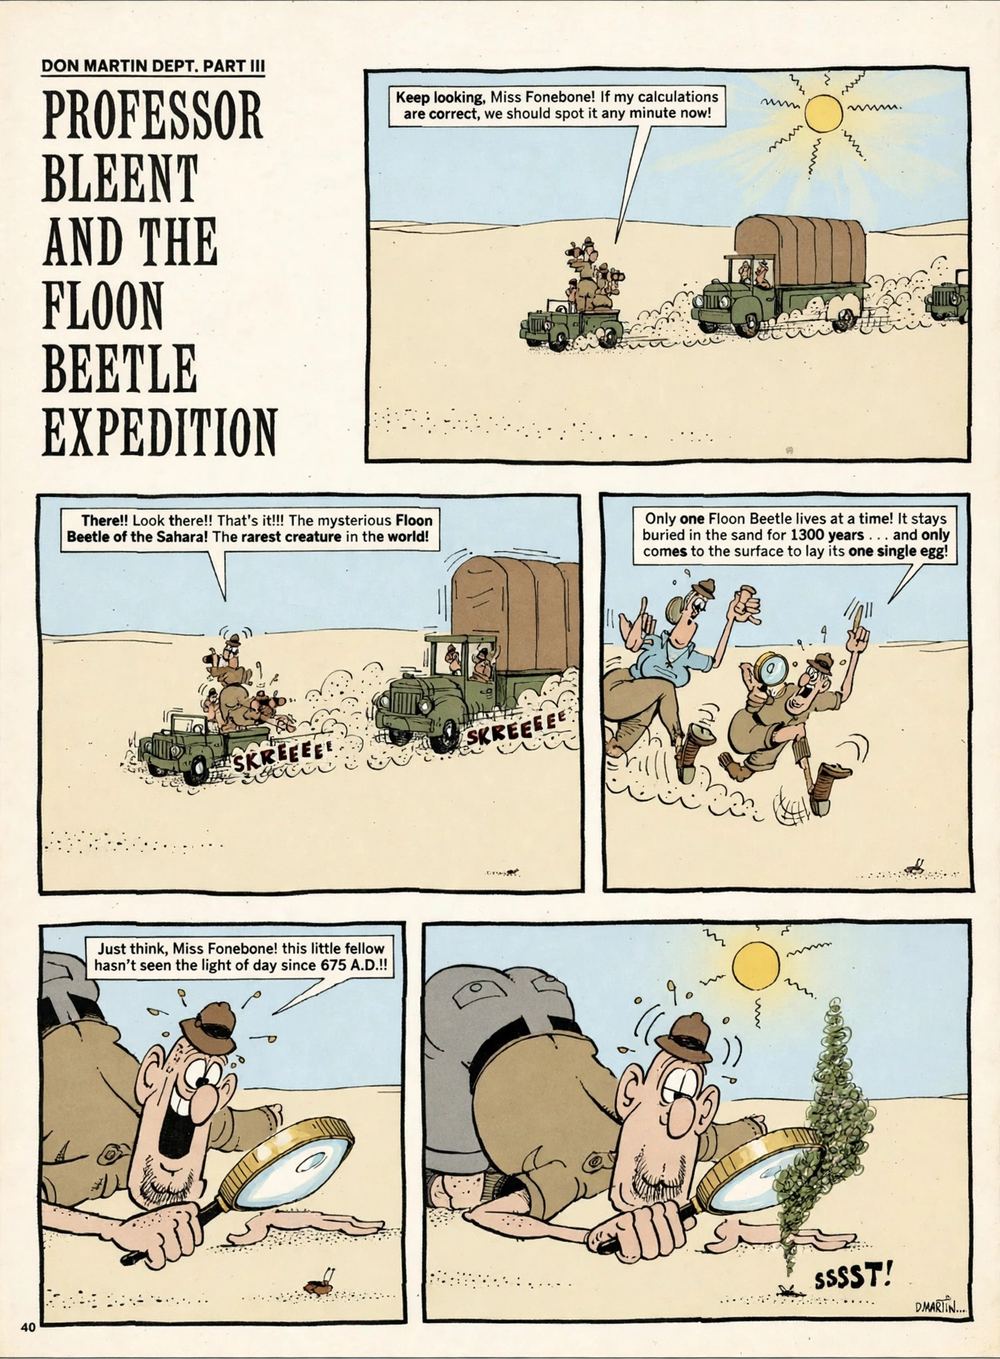 DON MARTIN DEPT. PART III
PROFESSOR
BLEENT
AND THE
FLOON
BEETLE
EXPEDITION
Keep looking, Miss Fonebone! If my calculations
are correct, we should spot it any minute now!
There!! Look there!! That's it!!! The mysterious Floon
Beetle of the Sahara! The rarest creature in the world!
SKREEEE!
SKREEEE!
Only one Floon Beetle lives at a time! It stays
buried in the sand for 1300 years . . . and only
comes to the surface to lay its one single egg!
Just think, Miss Fonebone! this little fellow
hasn't seen the light of day since 675 A.D.!!
SSSST!
D.MARTIN....
40